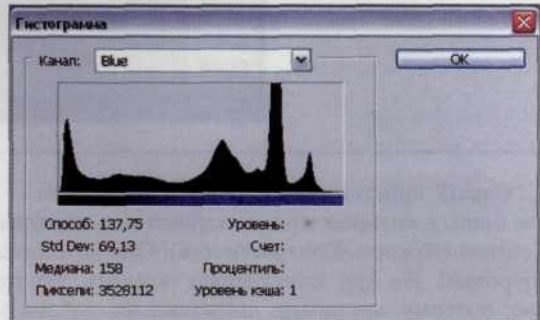 Гистограмма
Канал: Blue
OK
Способ: 137,75 Уровень:
Std Dev: 69,13 Счет:
Медиана: 158 Процентиль:
Пиксели: 3528112 Уровень кэша: 1